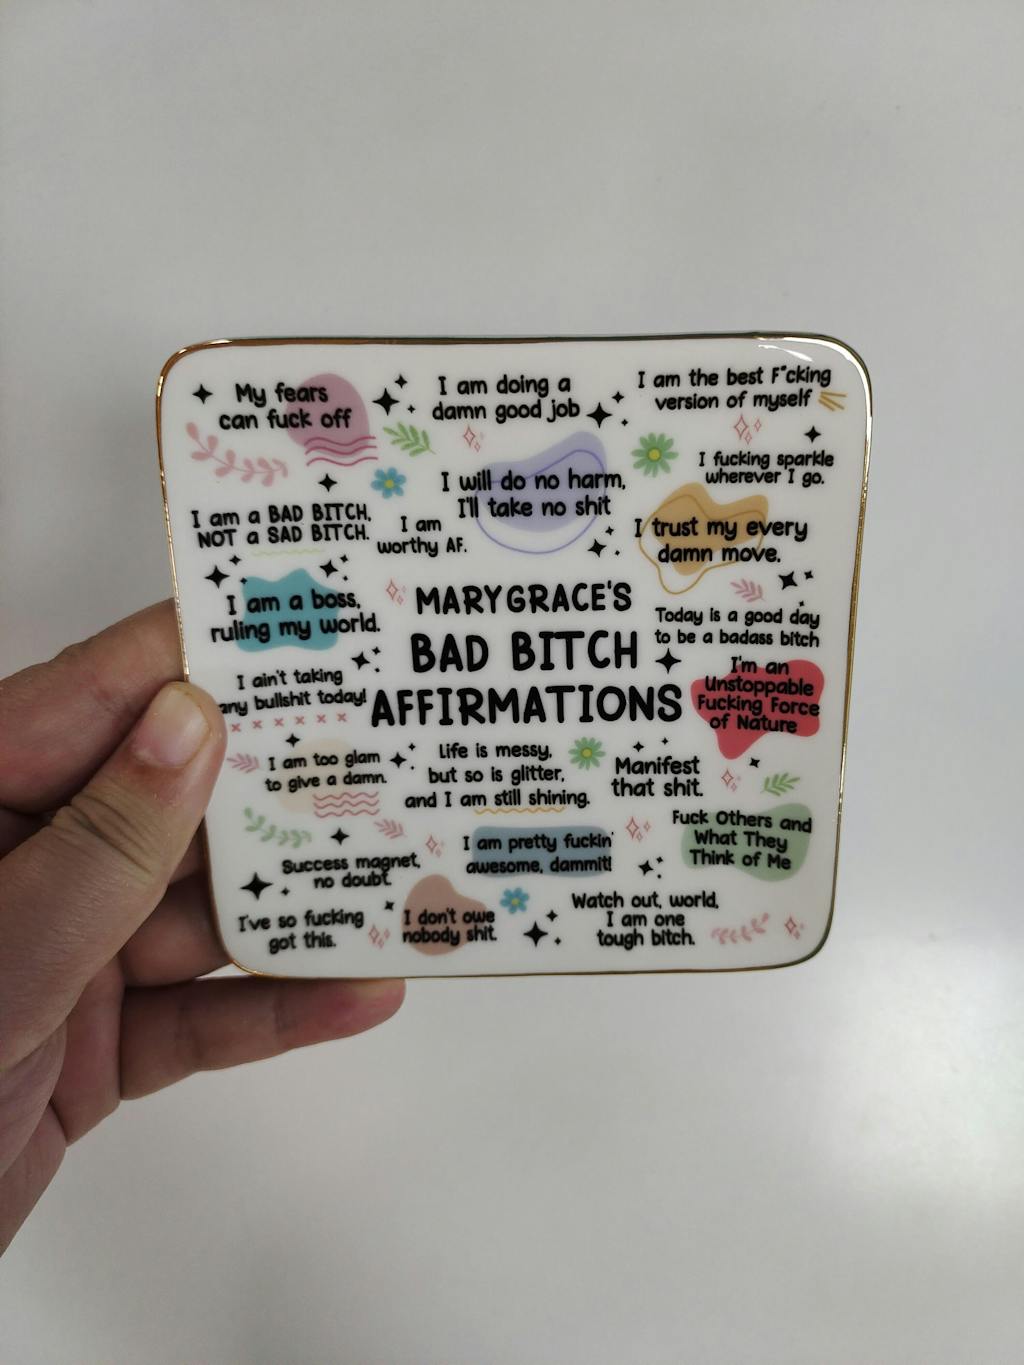 My fears
can fuck off
I am doing a
damn good job
I am the best F*cking
version of myself
I fucking sparkle
wherever I go.
I will do no harm,
I'll take no shit
I am a BAD BITCH,
NOT a SAD BITCH.
I am
worthy AF.
I trust my every
damn move.
I am a boss,
ruling my world.
MARYGRACE'S
BAD BITCH
AFFIRMATIONS
Today is a good day
to be a badass bitch
I ain't taking
any bullshit today!
I'm an
Unstoppable
Fucking Force
of Nature
I am too glam
to give a damn.
Life is messy,
but so is glitter,
and I am still shining.
Manifest
that shit.
Success magnet,
no doubt.
I am pretty fuckin'
awesome, dammit!
Fuck Others and
What They
Think of Me
I've so fucking
got this.
I don't owe
nobody shit.
Watch out, world,
I am one
tough bitch.